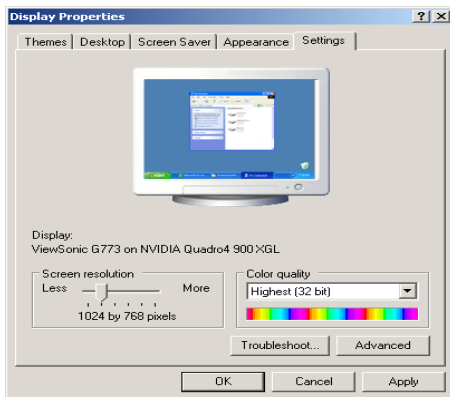 Display Properties
Themes Desktop Screen Saver Appearance Settings
Display:
ViewSonic G773 on NVIDIA Quadro4 900 XGL
Screen resolution
Less More
1024 by 768 pixels
Color quality
Highest (32 bit)
Troubleshoot... Advanced
OK Cancel Apply